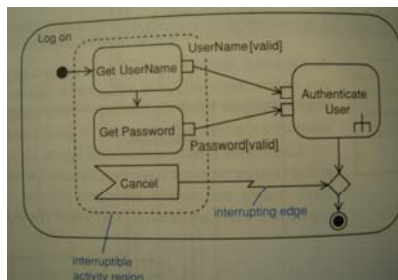 Log on
UserName[valid]
Get UserName
Authenticate
User
Get Password
Password[valid]
Cancel
interrupting edge
interruptible
activity region